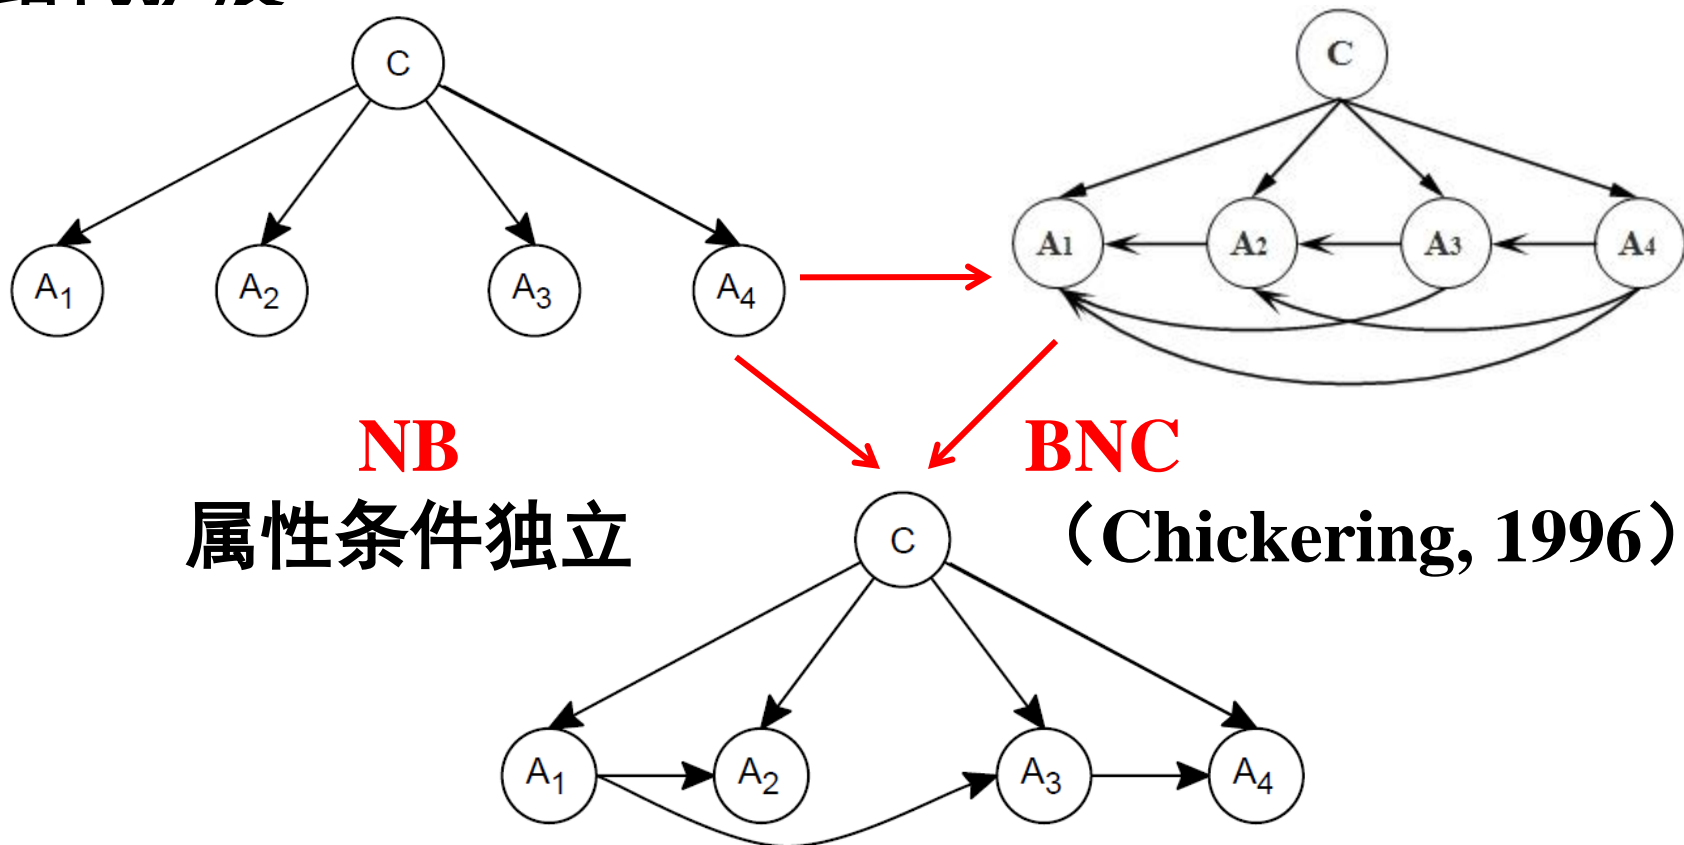 C
C
A1 A2 A3 A4
A1 A2 A3 A4
NB
BNC
属性条件独立
(Chickering, 1996)
C
A1 A2 A3 A4